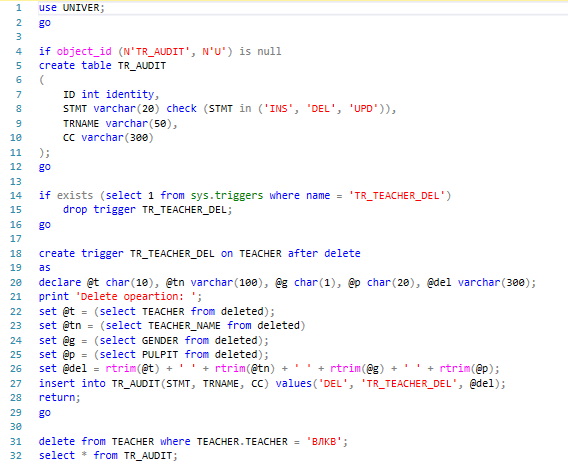 1 use UNIVER;
2 go
3
4 if object_id (N'TR_AUDIT', N'U') is null
5 create table TR_AUDIT
6 (
7     ID int identity,
8     STMT varchar(20) check (STMT in ('INS', 'DEL', 'UPD')),
9     TRNAME varchar(50),
10     CC varchar(300)
11 );
12 go
13
14 if exists (select 1 from sys.triggers where name = 'TR_TEACHER_DEL')
15     drop trigger TR_TEACHER_DEL;
16 go
17
18 create trigger TR_TEACHER_DEL on TEACHER after delete
19 as
20 declare @t char(10), @tn varchar(100), @g char(1), @p char(20), @del varchar(300);
21 print 'Delete opeartion: ';
22 set @t = (select TEACHER from deleted);
23 set @tn = (select TEACHER_NAME from deleted)
24 set @g = (select GENDER from deleted);
25 set @p = (select PULPIT from deleted);
26 set @del = rtrim(@t) + ' ' + rtrim(@tn) + ' ' + rtrim(@g) + ' ' + rtrim(@p);
27 insert into TR_AUDIT(STMT, TRNAME, CC) values('DEL', 'TR_TEACHER_DEL', @del);
28 return;
29 go
30
31 delete from TEACHER where TEACHER.TEACHER = 'ВЛКВ';
32 select * from TR_AUDIT;